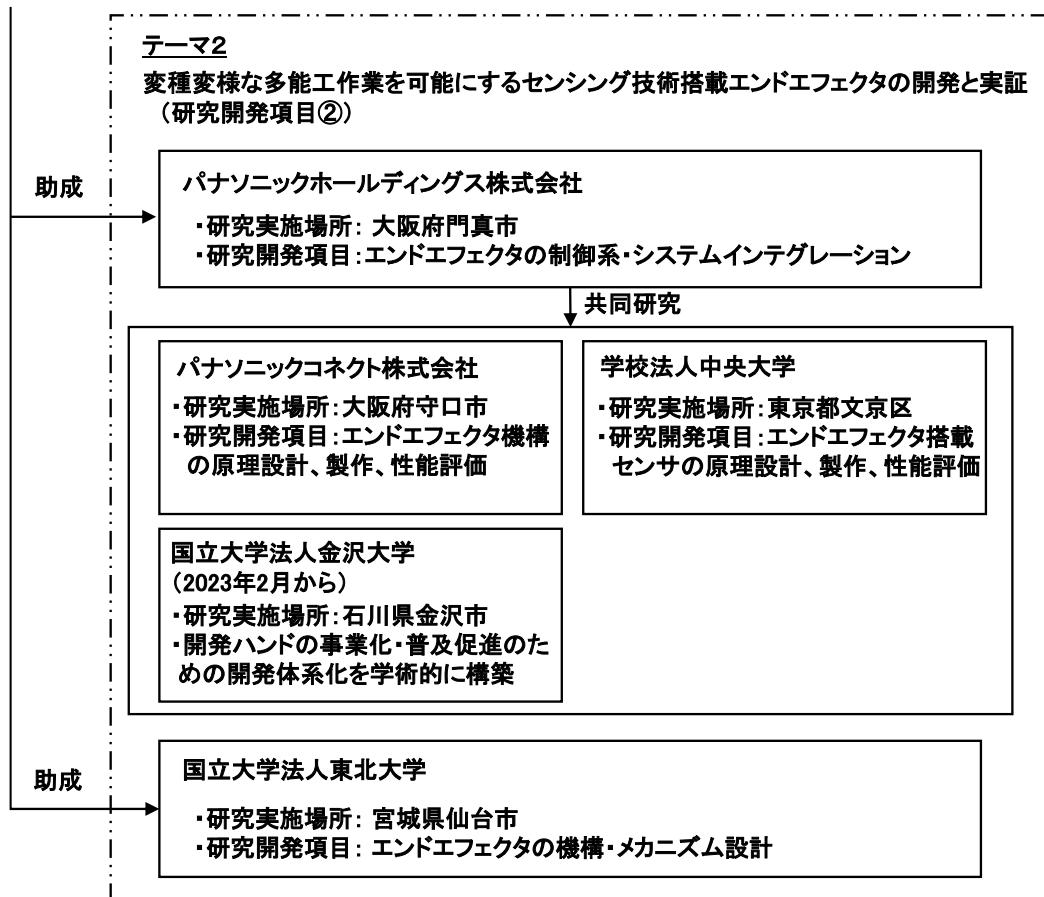 テーマ2
変種変様な多能工作業を可能にするセンシング技術搭載エンドエフェクタの開発と実証
（研究開発項目②）
助成
パナソニックホールディングス株式会社
・研究実施場所： 大阪府門真市
・研究開発項目：エンドエフェクタの制御系・システムインテグレーション
共同研究
パナソニックコネクト株式会社
・研究実施場所：大阪府守口市
・研究開発項目：エンドエフェクタ機構
の原理設計、製作、性能評価
学校法人中央大学
・研究実施場所：東京都文京区
・研究開発項目：エンドエフェクタ搭載
センサの原理設計、製作、性能評価
国立大学法人金沢大学
（2023年2月から）
・研究実施場所：石川県金沢市
・開発ハンドの事業化・普及促進のた
めの開発体系化を学術的に構築
助成
国立大学法人東北大学
・研究実施場所： 宮城県仙台市
・研究開発項目： エンドエフェクタの機構・メカニズム設計